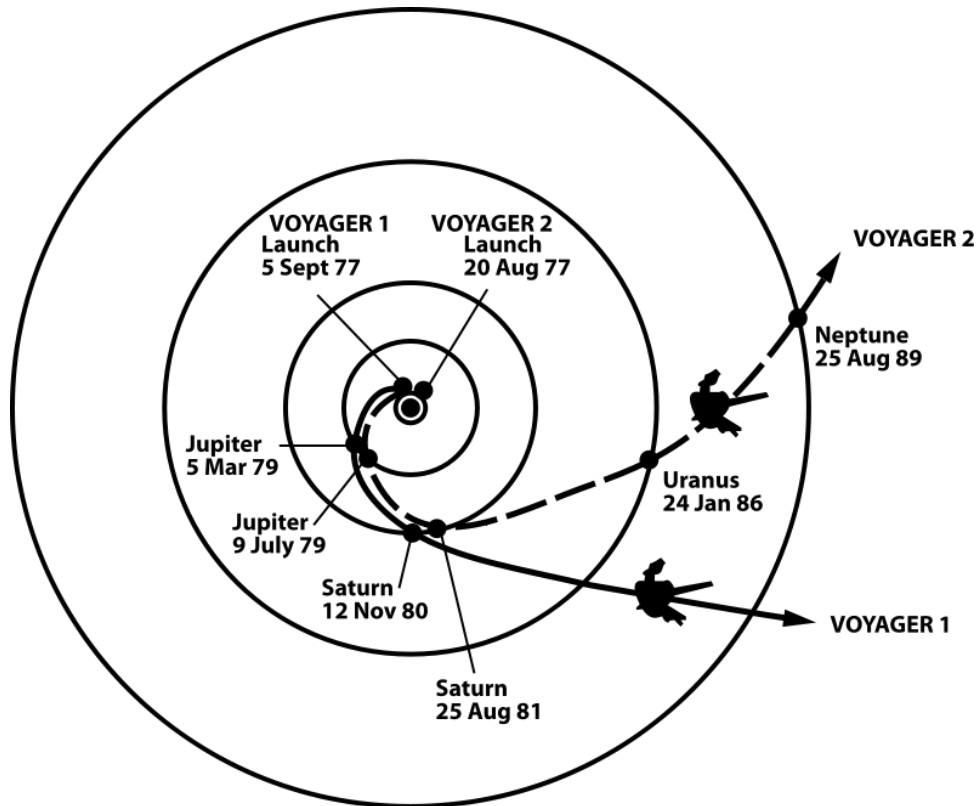 VOYAGER 1
Launch
5 Sept 77
VOYAGER 2
Launch
20 Aug 77
VOYAGER 2
Neptune
25 Aug 89
Jupiter
5 Mar 79
Uranus
24 Jan 86
Jupiter
9 July 79
Saturn
12 Nov 80
VOYAGER 1
Saturn
25 Aug 81